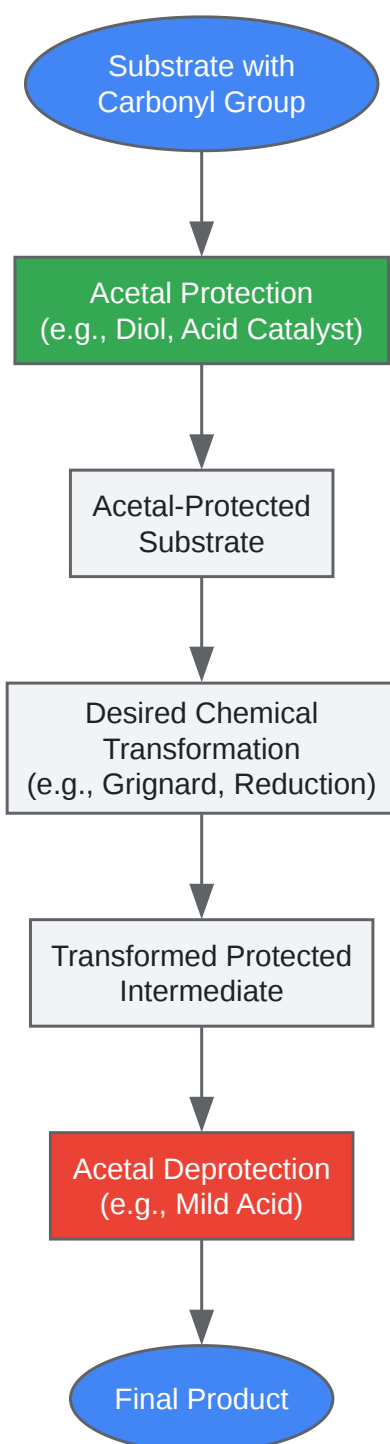 Substrate with
Carbonyl Group
Acetal Protection
(e.g., Diol, Acid Catalyst)
Acetal-Protected
Substrate
Desired Chemical
Transformation
(e.g., Grignard, Reduction)
Transformed Protected
Intermediate
Acetal Deprotection
(e.g., Mild Acid)
Final Product